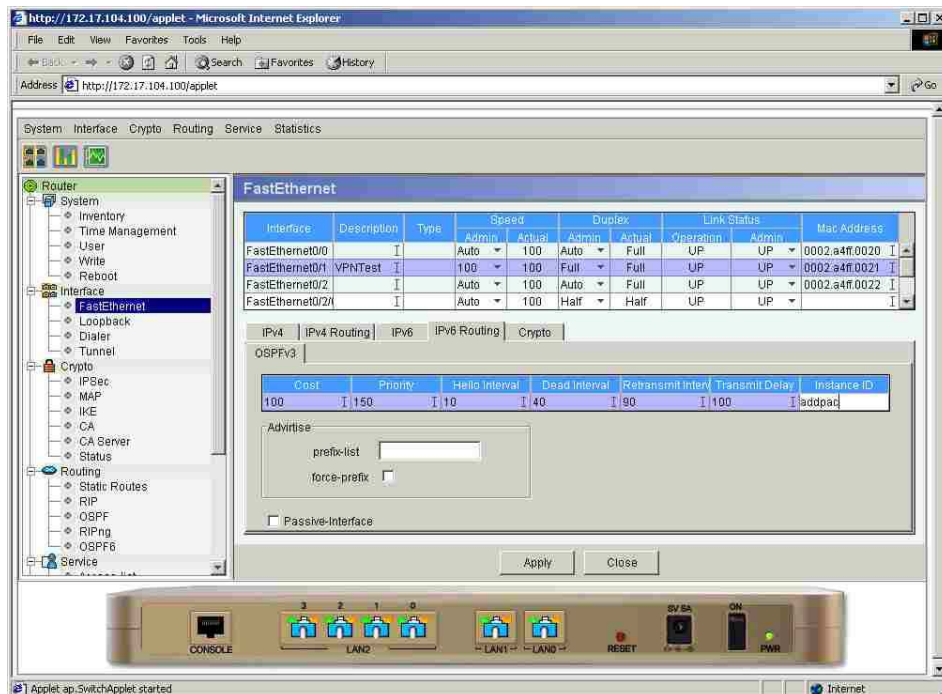 http://172.17.104.100/applet - Microsoft Internet Explorer
File Edit View Favorites Tools Help
Back Search Favorites History
Address http://172.17.104.100/applet Go
System Interface Crypto Routing Service Statistics
Router
System
Inventory
Time Management
User
Write
Reboot
Interface
FastEthernet
Loopback
Dialer
Tunnel
Crypto
IPSec
MAP
IKE
CA
CA Server
Status
Routing
Static Routes
RIP
OSPF
RIPng
OSPF6
Service
FastEthernet
Interface Description Type Speed Duplex Link Status Mac Address
Admin Actual Admin Actual Operation Admin
FastEthernet0/0 Auto 100 Auto Full UP UP 0002.a4ff.0020
FastEthernet0/1 VPNTest 100 100 Full Full UP UP 0002.a4ff.0021
FastEthernet0/2 Auto 100 Auto Full UP UP 0002.a4ff.0022
FastEthernet0/2/ Auto 100 Half Half UP UP
IPv4 IPv4 Routing IPv6 IPv6 Routing Crypto
OSPFv3
Cost Priority Hello Interval Dead Interval Retransmit Interv Transmit Delay Instance ID
100 150 10 40 90 100 addpac
Advirtise
prefix-list
force-prefix
Passive-Interface
Apply Close
3 2 1 0
CONSOLE LAN2 LAN1 LAN0 RESET 5V 5A ON PWR
Applet ap.SwitchApplet started Internet